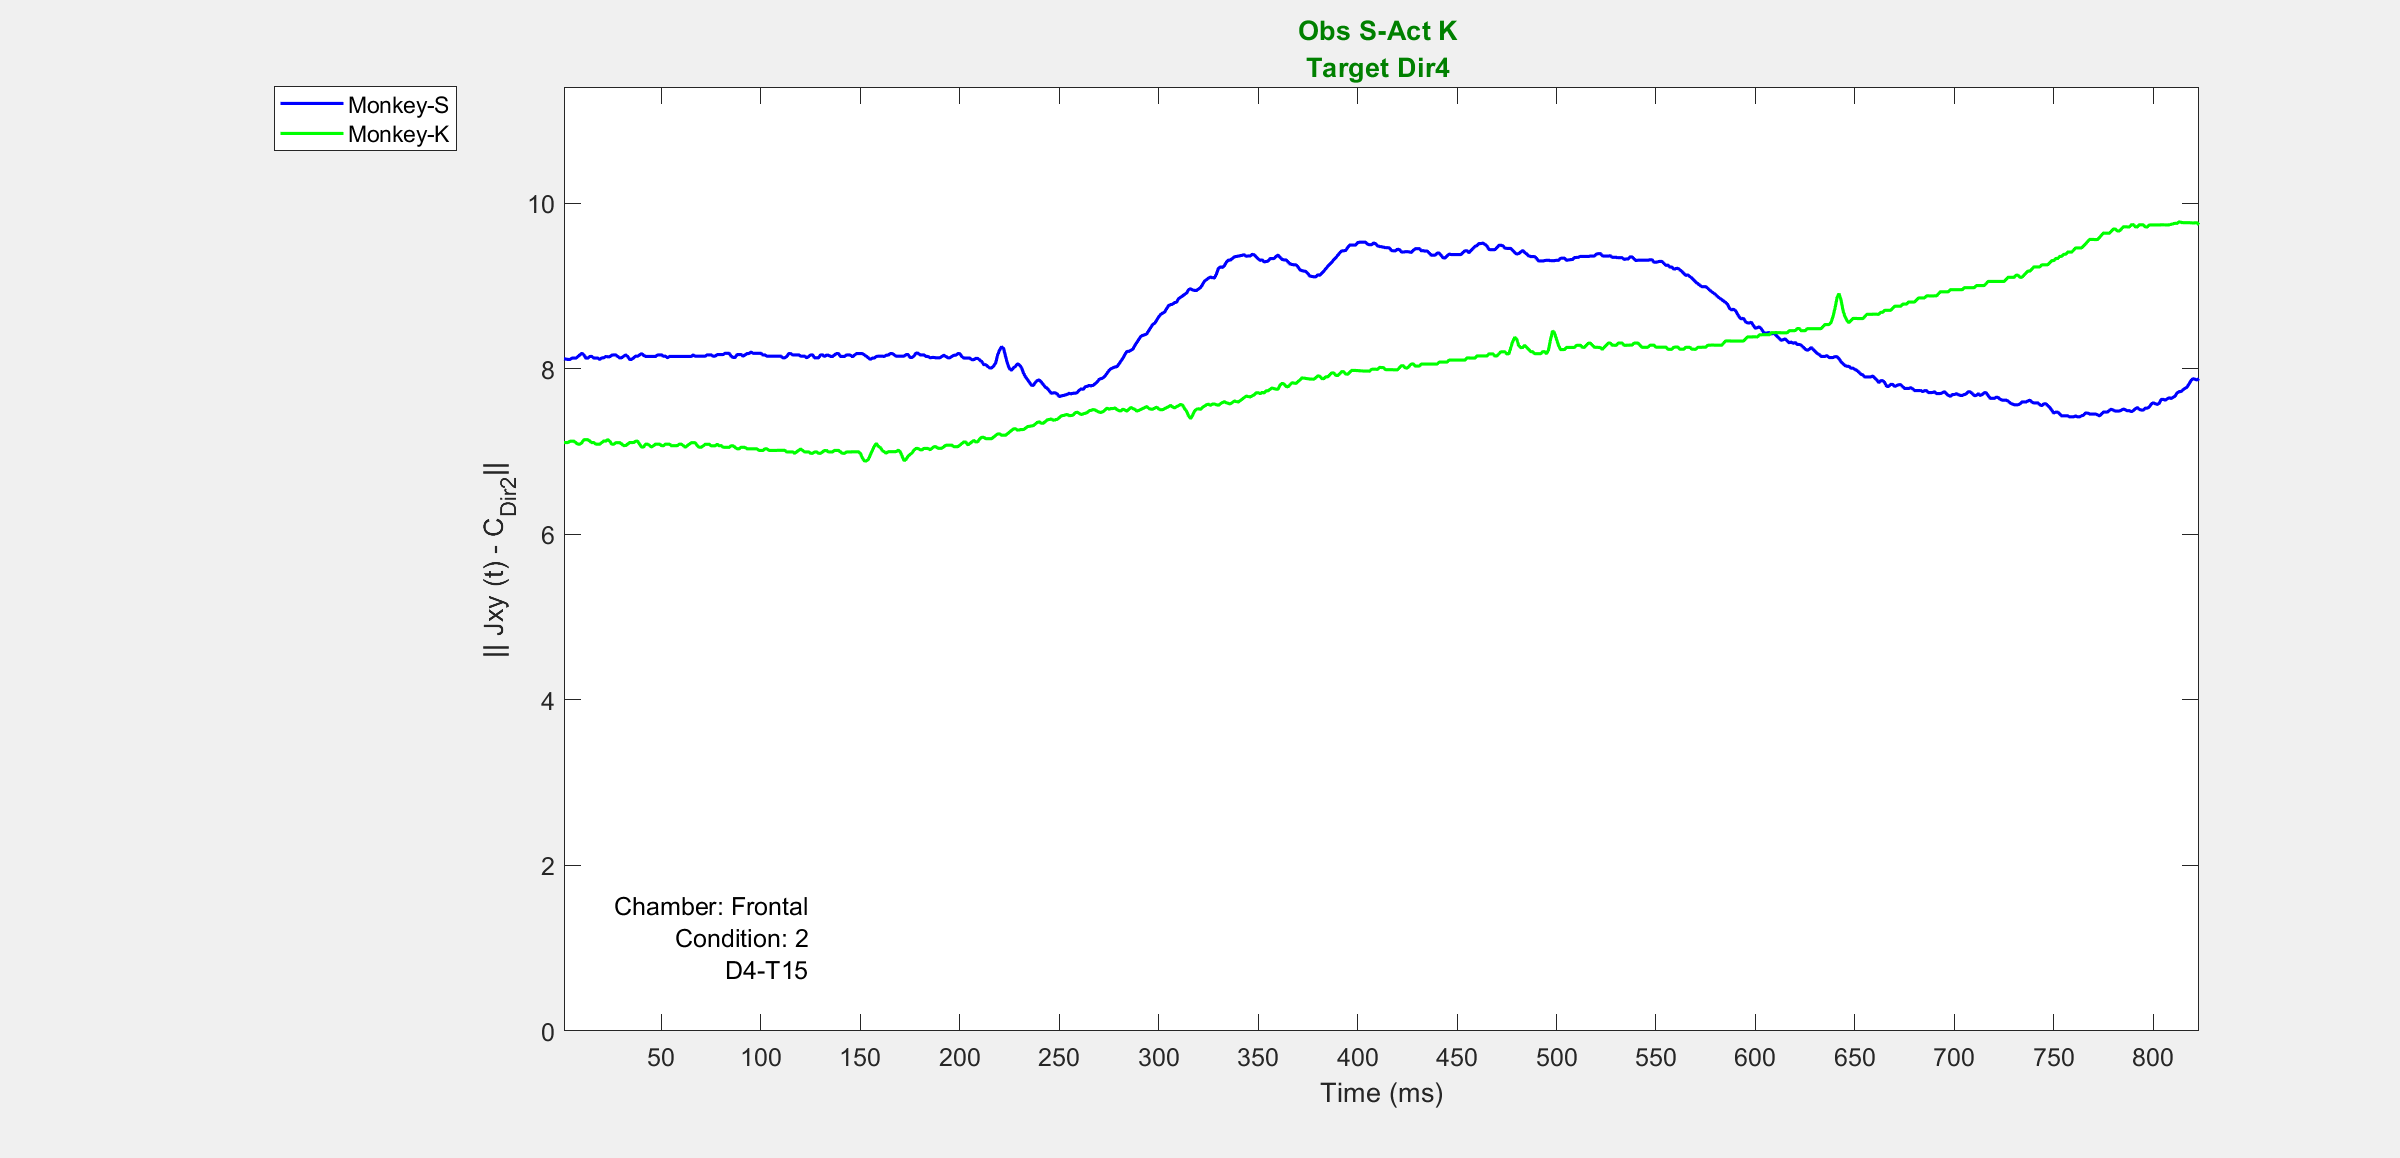 Obs S-Act K
Target Dir4
Monkey-S
Monkey-K
|| Jxy (t) - C_Dir2||
10
8
6
4
2
0
Chamber: Frontal
Condition: 2
D4-T15
50 100 150 200 250 300 350 400 450 500 550 600 650 700 750 800
Time (ms)